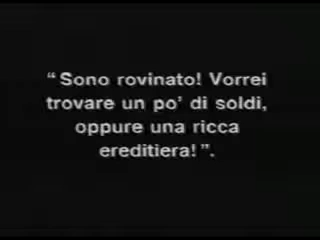 “Sono rovinato! Vorrei
trovare un po’ di soldi,
oppure una ricca
ereditiera!”.